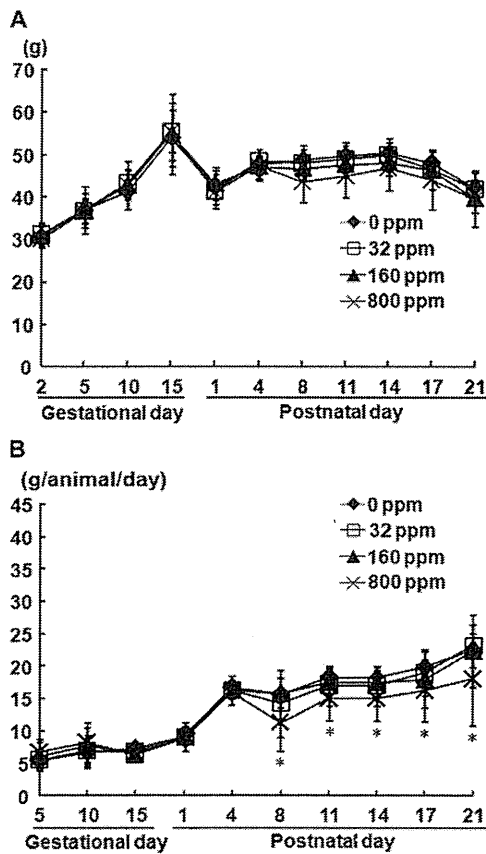 A
(g)
70
60
50
40
30
20
10
0
0 ppm
32 ppm
160 ppm
800 ppm
2 5 10 15 1 4 8 11 14 17 21
Gestational day Postnatal day
B
(g/animal/day)
45
40
35
30
25
20
15
10
5
0
0 ppm
32 ppm
160 ppm
800 ppm
* * * * *
5 10 15 1 4 8 11 14 17 21
Gestational day Postnatal day